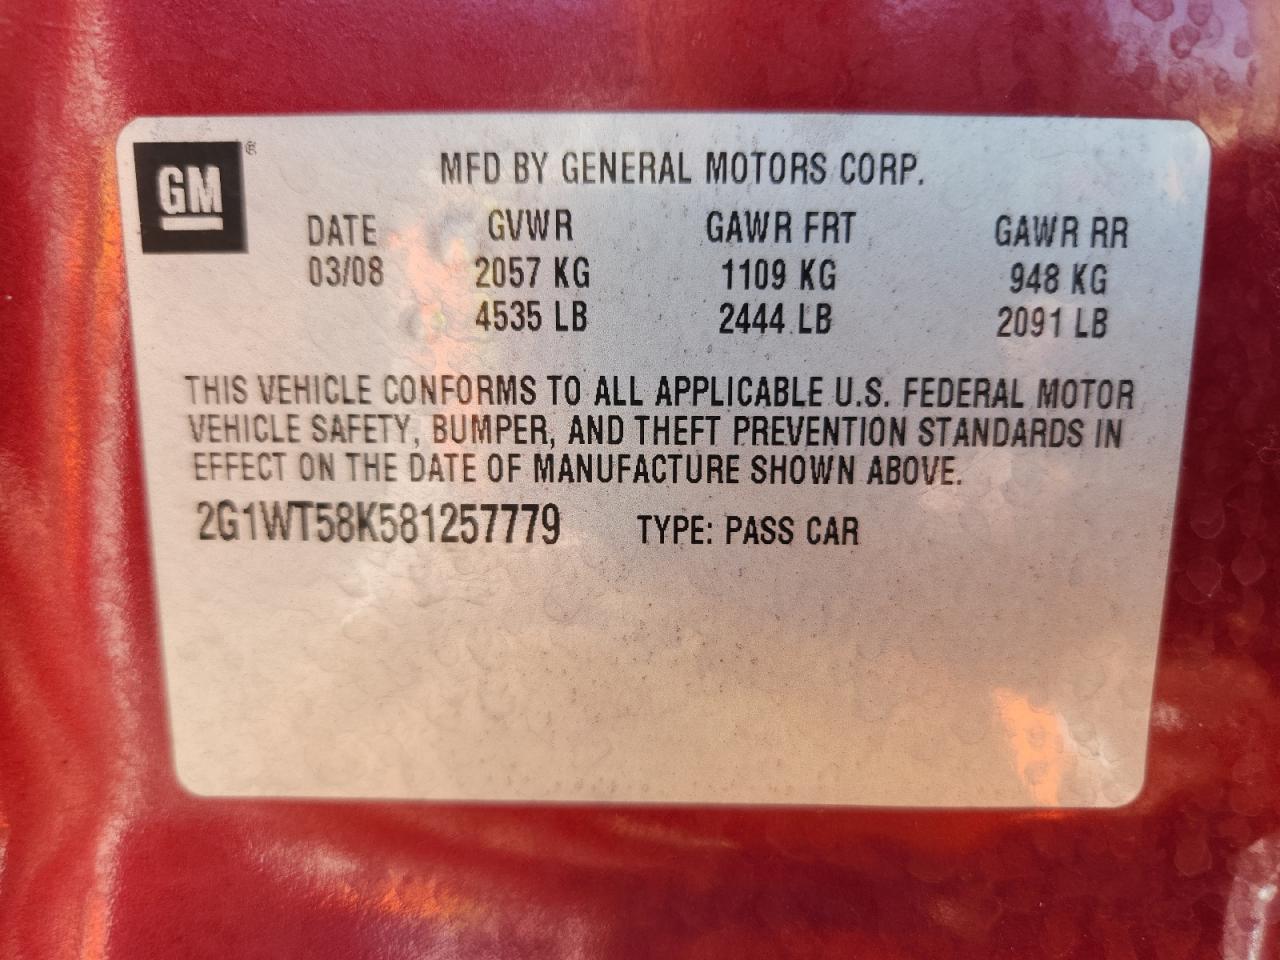 GM ®
MFD BY GENERAL MOTORS CORP.
DATE GVWR GAWR FRT GAWR RR
03/08 2057 KG 1109 KG 948 KG
4535 LB 2444 LB 2091 LB
THIS VEHICLE CONFORMS TO ALL APPLICABLE U.S. FEDERAL MOTOR
VEHICLE SAFETY, BUMPER, AND THEFT PREVENTION STANDARDS IN
EFFECT ON THE DATE OF MANUFACTURE SHOWN ABOVE.
2G1WT58K581257779 TYPE: PASS CAR